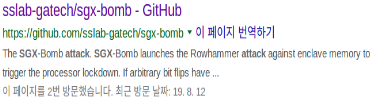 sslab-gatech/sgx-bomb - GitHub
https://github.com/sslab-gatech/sgx-bomb ▾ 이 페이지 번역하기
The SGX-Bomb attack. SGX-Bomb launches the Rowhammer attack against enclave memory to
trigger the processor lockdown. If arbitrary bit flips have ...
이 페이지를 2번 방문했습니다. 최근 방문 날짜: 19. 8. 12